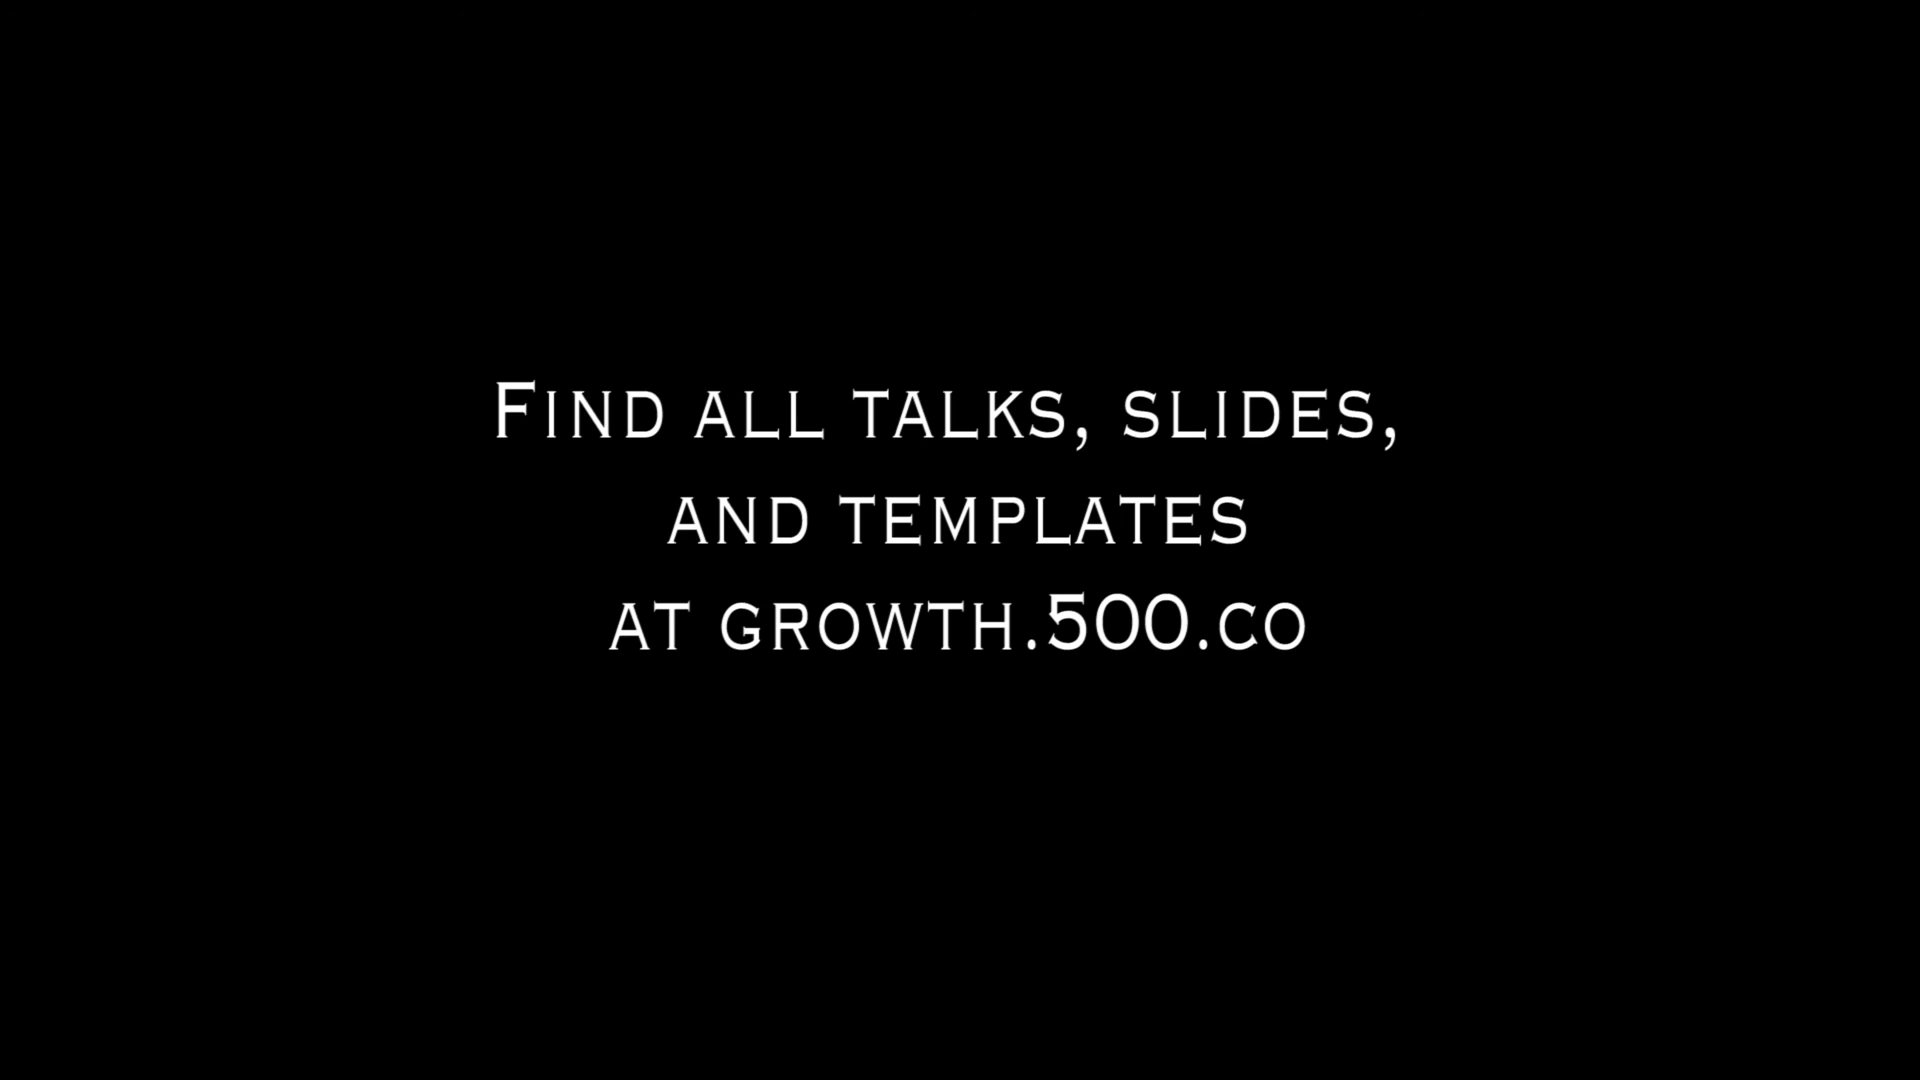 Find all talks, slides,
and templates
at growth.500.co